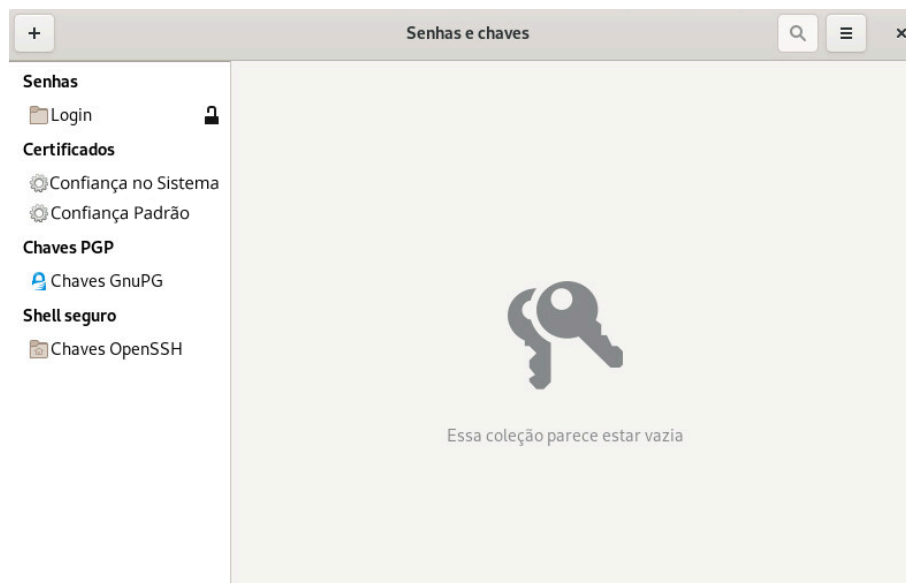 Senhas e chaves
Senhas
Login
Certificados
Confiança no Sistema
Confiança Padrão
Chaves PGP
Chaves GnuPG
Shell seguro
Chaves OpenSSH
Essa coleção parece estar vazia